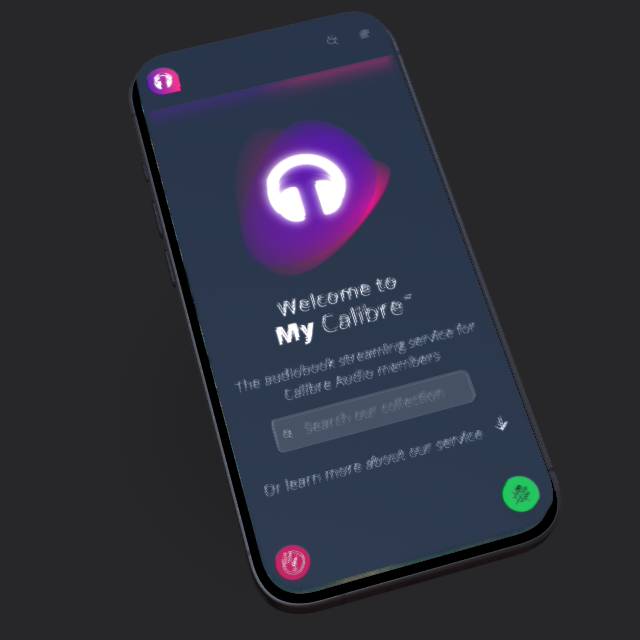 Welcome to
My Calibre™
The audiobook streaming service for
Calibre Audio members
Search our collection
Or learn more about our service